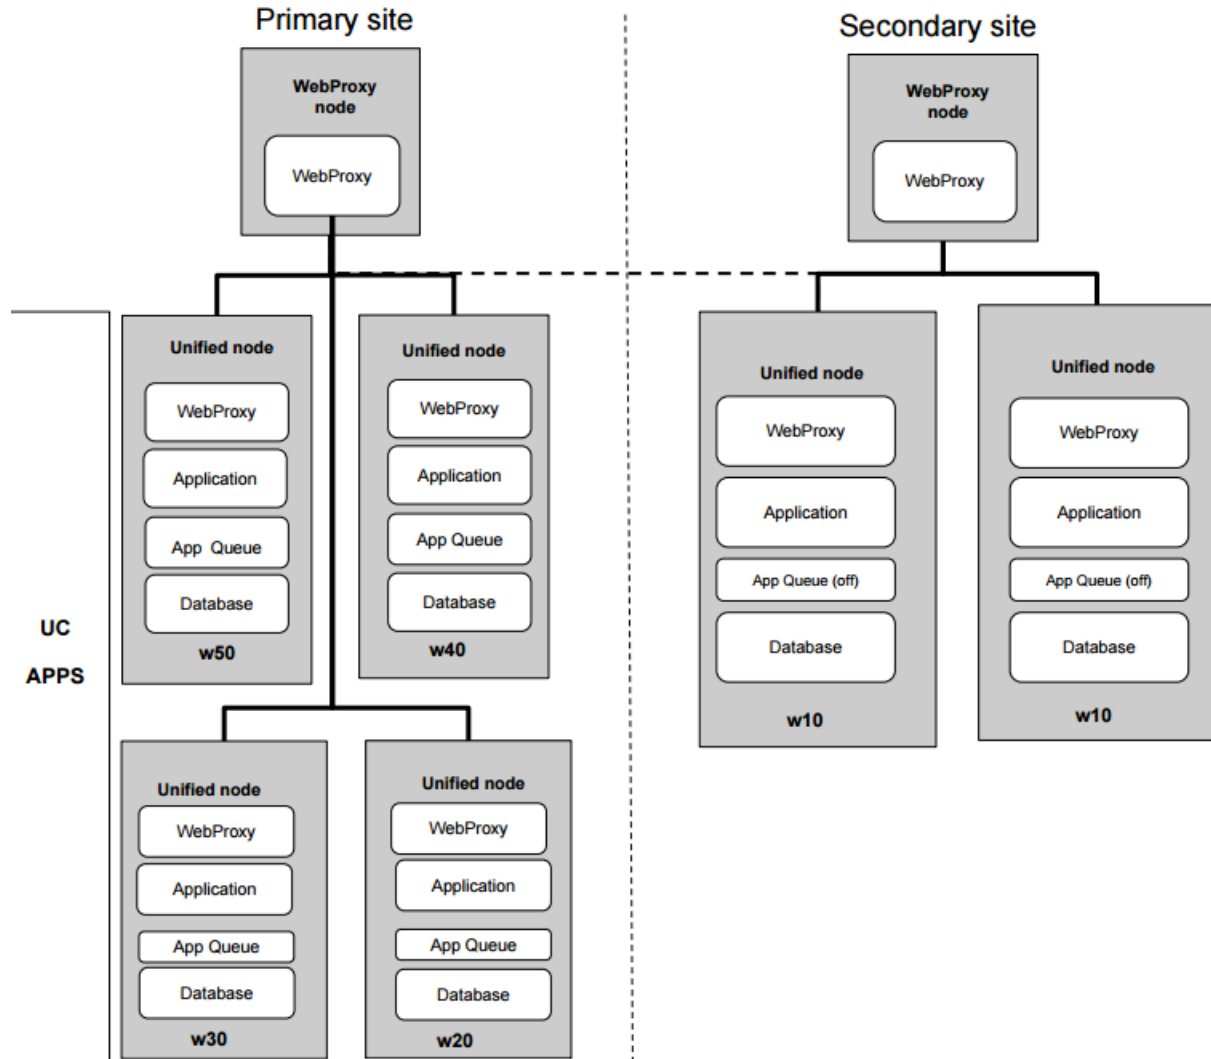 Primary site
Secondary site
WebProxy
node
WebProxy
WebProxy
node
WebProxy
UC
APPS
Unified node
WebProxy
Application
App Queue
Database
w50
Unified node
WebProxy
Application
App Queue
Database
w40
Unified node
WebProxy
Application
App Queue (off)
Database
w10
Unified node
WebProxy
Application
App Queue (off)
Database
w10
Unified node
WebProxy
Application
App Queue
Database
w30
Unified node
WebProxy
Application
App Queue
Database
w20